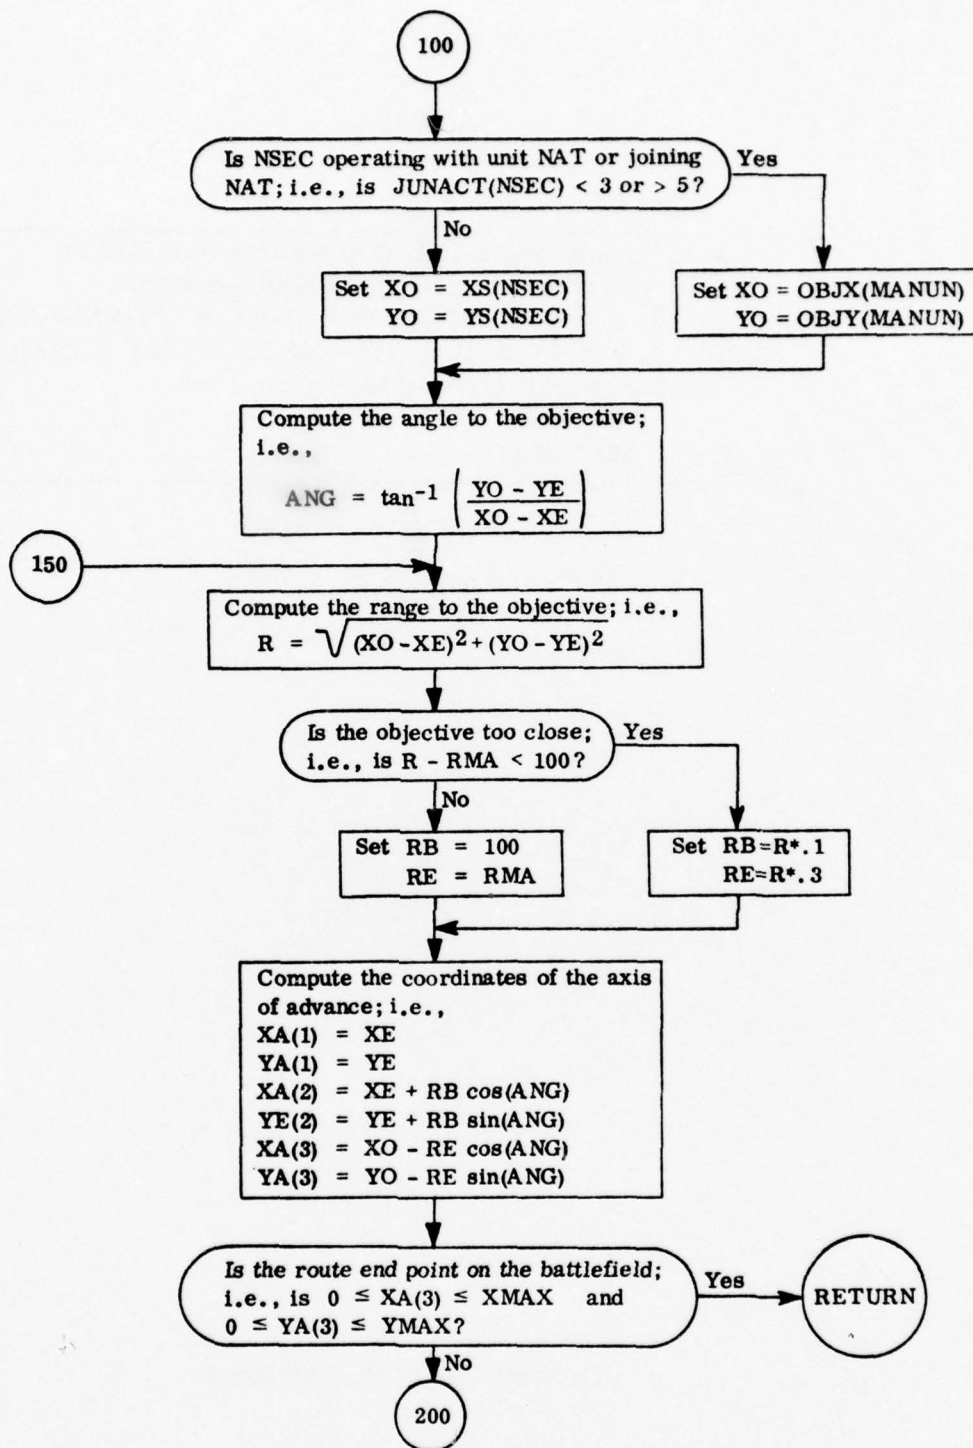 100
Is NSEC operating with unit NAT or joining
NAT; i.e., is JUNACT(NSEC) < 3 or > 5?
Yes
No
Set XO = XS(NSEC)
YO = YS(NSEC)
Set XO = OBJX(MANUN)
YO = OBJY(MANUN)
Compute the angle to the objective;
i.e.,
ANG = tan⁻¹ ( YO - YE / XO - XE )
150
Compute the range to the objective; i.e.,
R = √(XO -XE)² + (YO -YE)²
Is the objective too close;
i.e., is R - RMA < 100?
Yes
No
Set RB = 100
RE = RMA
Set RB=R*.1
RE=R*.3
Compute the coordinates of the axis
of advance; i.e.,
XA(1) = XE
YA(1) = YE
XA(2) = XE + RB cos(ANG)
YE(2) = YE + RB sin(ANG)
XA(3) = XO - RE cos(ANG)
YA(3) = YO - RE sin(ANG)
Is the route end point on the battlefield;
i.e., is 0 ≤ XA(3) ≤ XMAX and
0 ≤ YA(3) ≤ YMAX?
Yes
RETURN
No
200